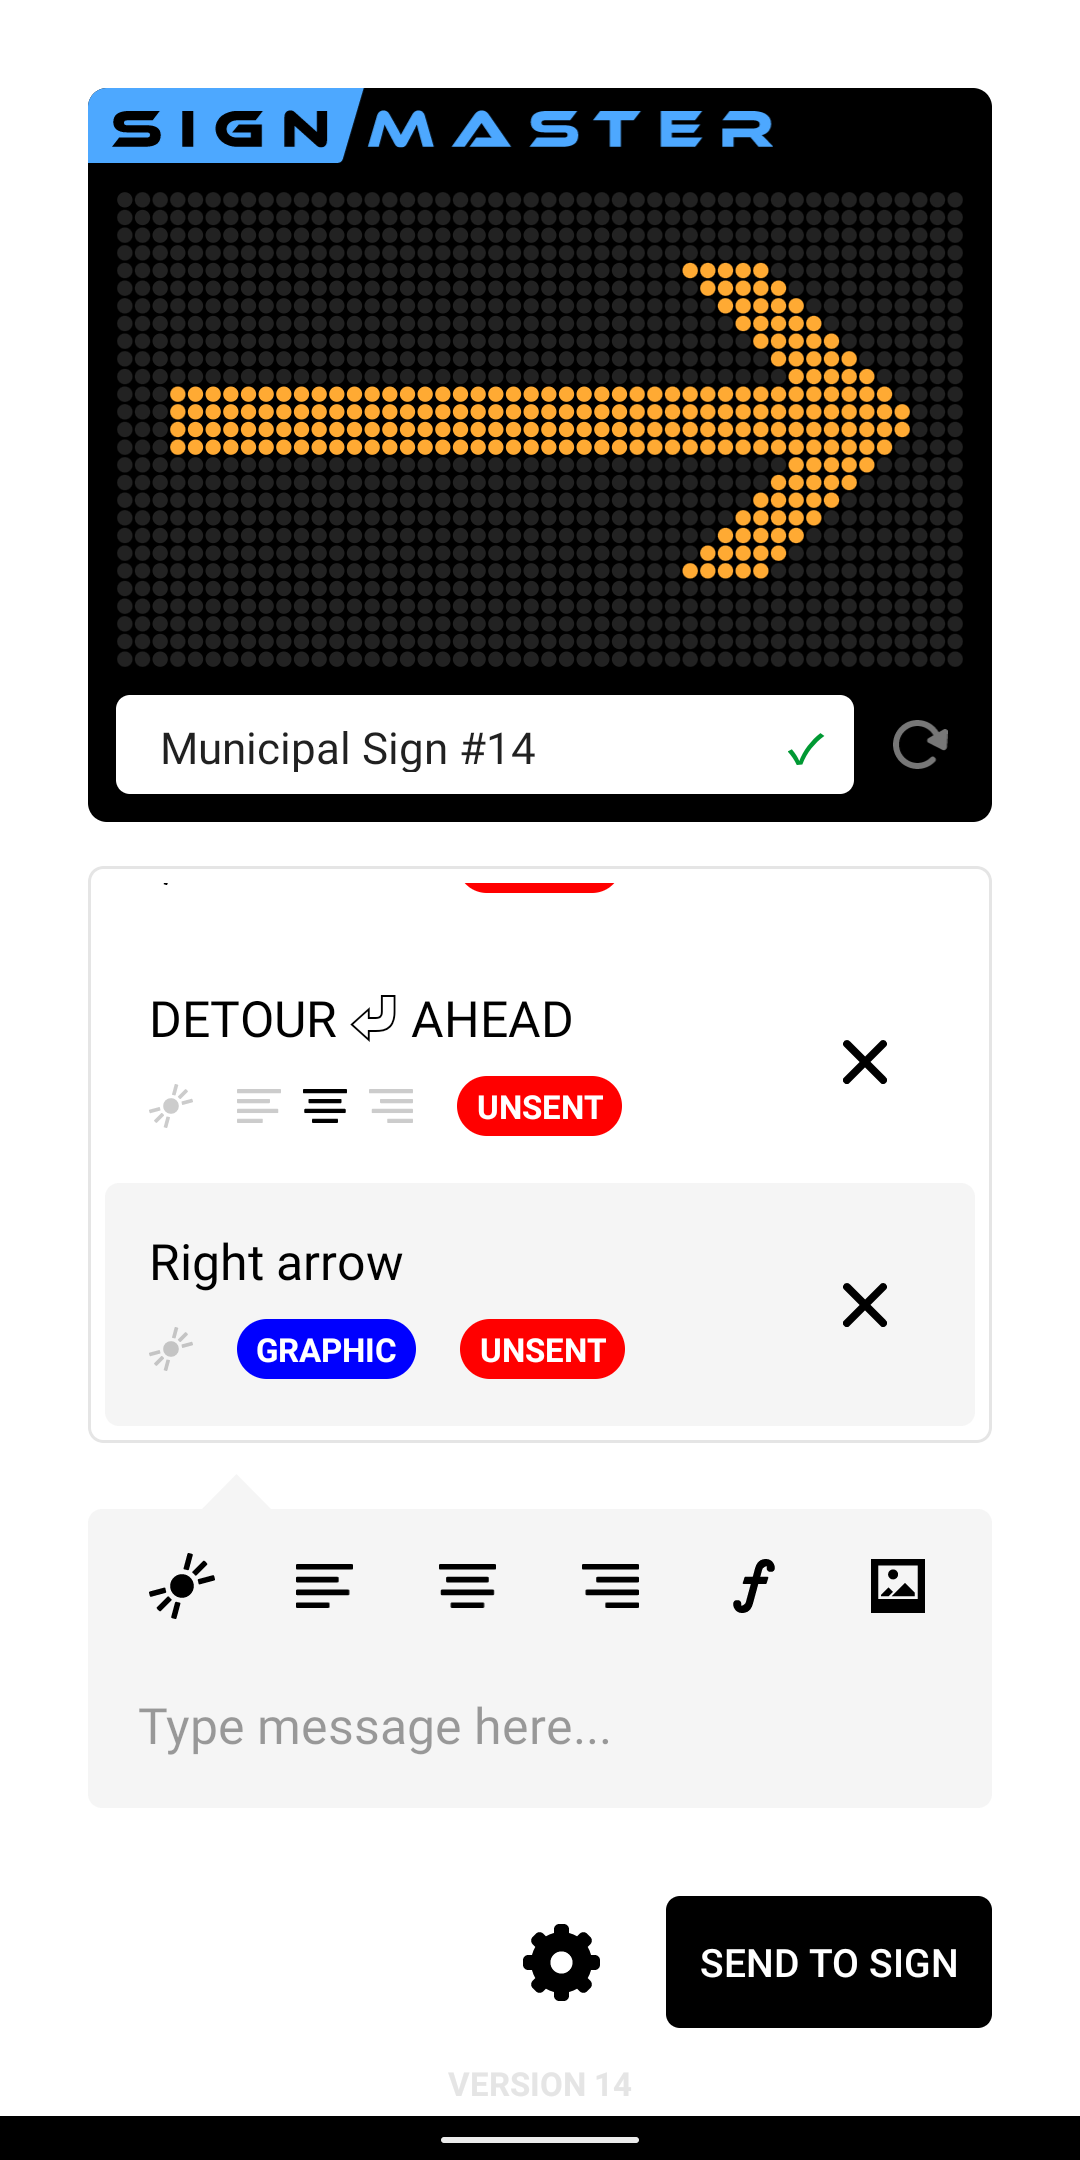 SIGN MASTER
Municipal Sign #14
DETOUR ⏎ AHEAD
UNSENT
Right arrow
GRAPHIC UNSENT
Type message here...
SEND TO SIGN
VERSION 14